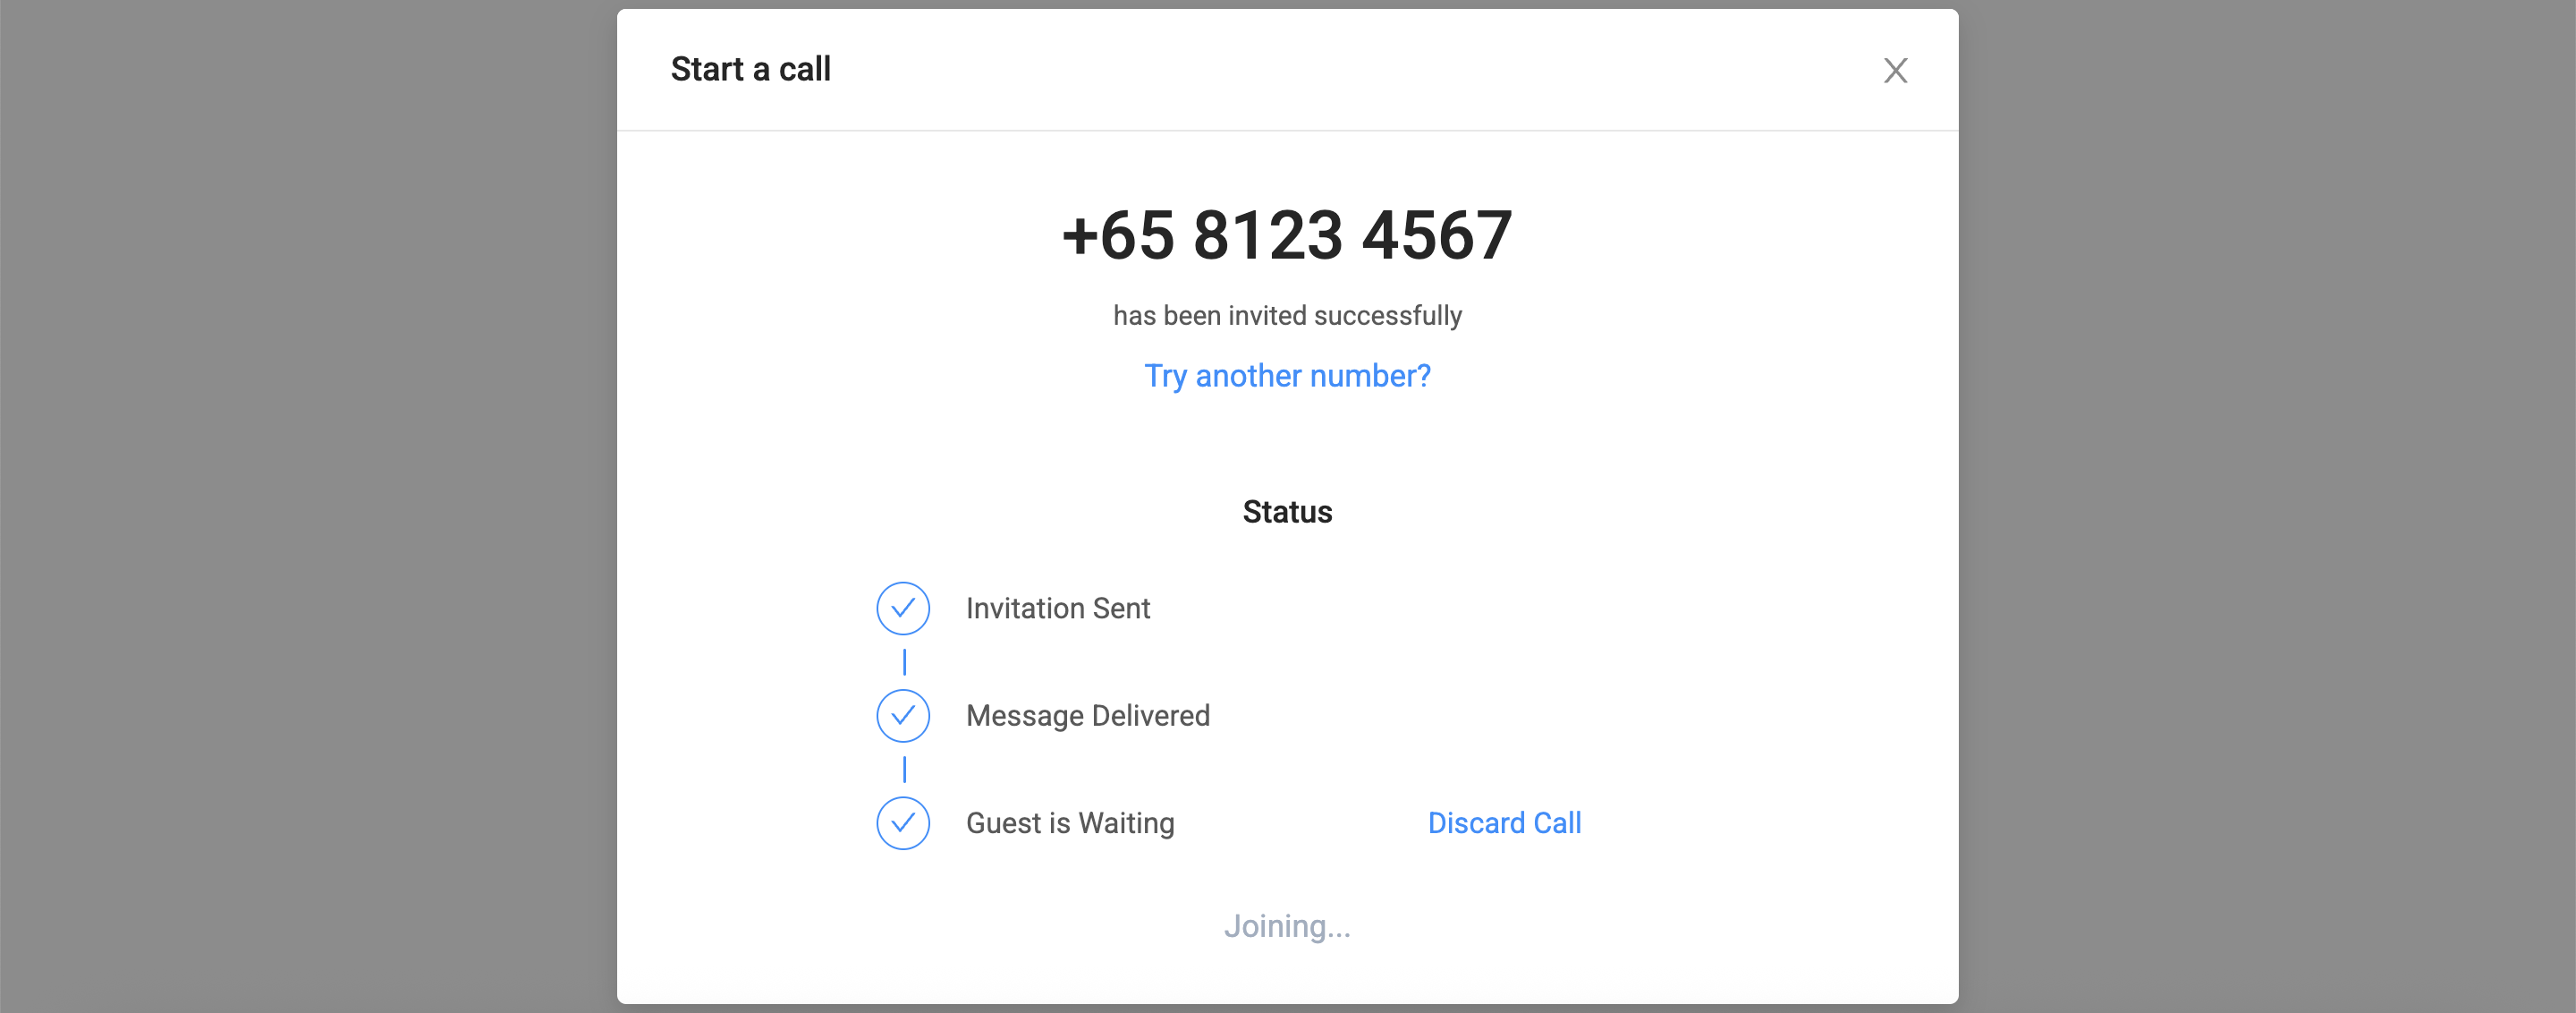 Start a call
+65 8123 4567
has been invited successfully
Try another number?
Status
Invitation Sent
Message Delivered
Guest is Waiting
Discard Call
Joining...